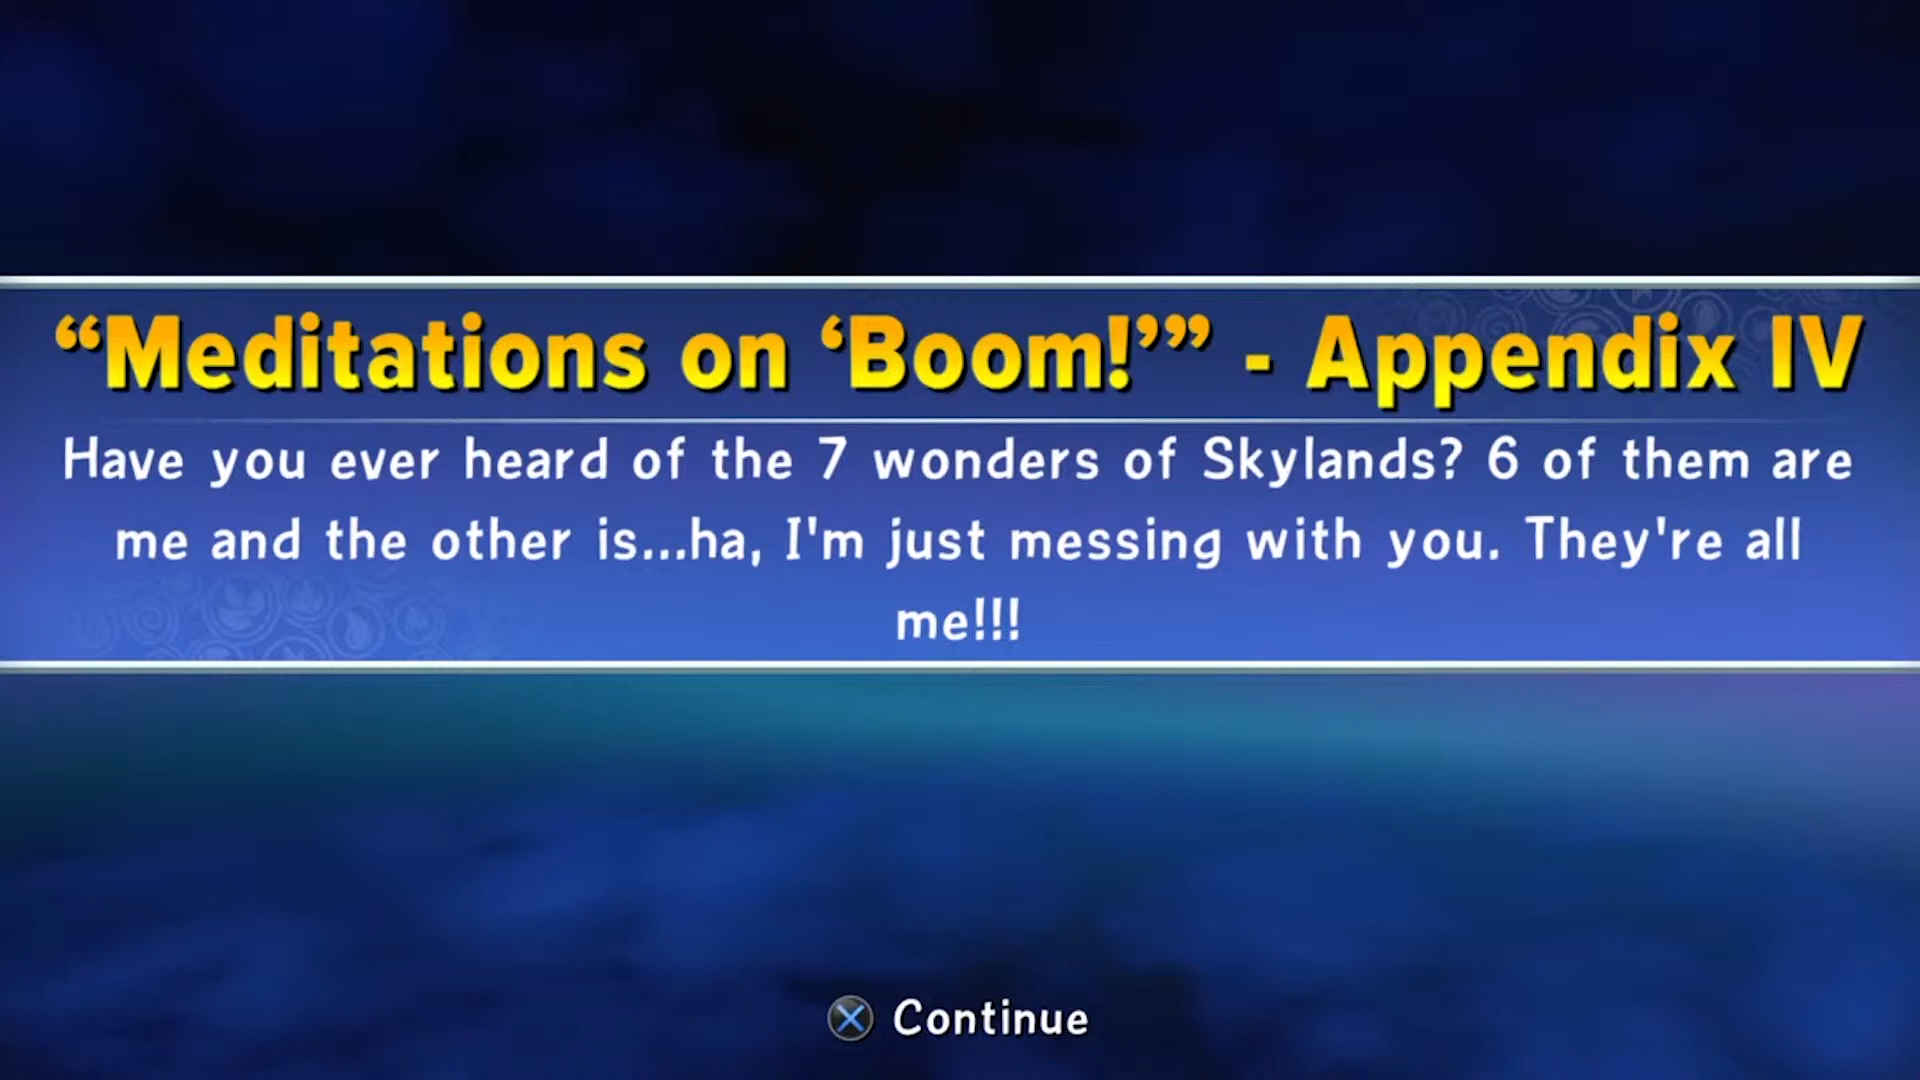 “Meditations on ‘Boom!’” - Appendix IV
Have you ever heard of the 7 wonders of Skylands? 6 of them are
me and the other is...ha, I'm just messing with you. They're all
me!!!
Continue